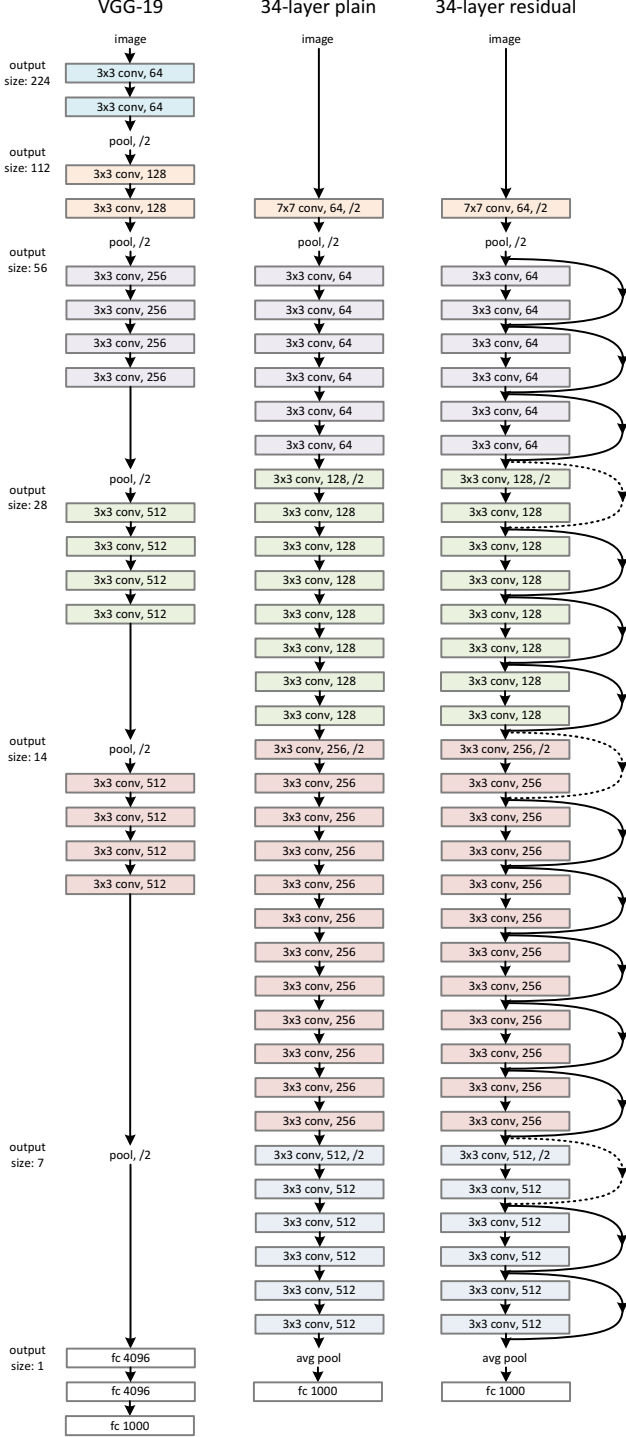 output
size: 224
output
size: 112
output
size: 56
output
size: 28
output
size: 14
output
size: 7
output
size: 1
VGG-19
image
3x3 conv, 64
3x3 conv, 64
pool, /2
3x3 conv, 128
3x3 conv, 128
pool, /2
3x3 conv, 256
3x3 conv, 256
3x3 conv, 256
3x3 conv, 256
pool, /2
3x3 conv, 512
3x3 conv, 512
3x3 conv, 512
3x3 conv, 512
pool, /2
3x3 conv, 512
3x3 conv, 512
3x3 conv, 512
3x3 conv, 512
pool, /2
fc 4096
fc 4096
fc 1000
34-layer plain
image
7x7 conv, 64, /2
pool, /2
3x3 conv, 64
3x3 conv, 64
3x3 conv, 64
3x3 conv, 64
3x3 conv, 64
3x3 conv, 64
3x3 conv, 128, /2
3x3 conv, 128
3x3 conv, 128
3x3 conv, 128
3x3 conv, 128
3x3 conv, 128
3x3 conv, 128
3x3 conv, 128
3x3 conv, 256, /2
3x3 conv, 256
3x3 conv, 256
3x3 conv, 256
3x3 conv, 256
3x3 conv, 256
3x3 conv, 256
3x3 conv, 256
3x3 conv, 256
3x3 conv, 256
3x3 conv, 256
3x3 conv, 256
3x3 conv, 512, /2
3x3 conv, 512
3x3 conv, 512
3x3 conv, 512
3x3 conv, 512
3x3 conv, 512
avg pool
fc 1000
34-layer residual
image
7x7 conv, 64, /2
pool, /2
3x3 conv, 64
3x3 conv, 64
3x3 conv, 64
3x3 conv, 64
3x3 conv, 64
3x3 conv, 64
3x3 conv, 128, /2
3x3 conv, 128
3x3 conv, 128
3x3 conv, 128
3x3 conv, 128
3x3 conv, 128
3x3 conv, 128
3x3 conv, 128
3x3 conv, 256, /2
3x3 conv, 256
3x3 conv, 256
3x3 conv, 256
3x3 conv, 256
3x3 conv, 256
3x3 conv, 256
3x3 conv, 256
3x3 conv, 256
3x3 conv, 256
3x3 conv, 256
3x3 conv, 256
3x3 conv, 512, /2
3x3 conv, 512
3x3 conv, 512
3x3 conv, 512
3x3 conv, 512
3x3 conv, 512
avg pool
fc 1000